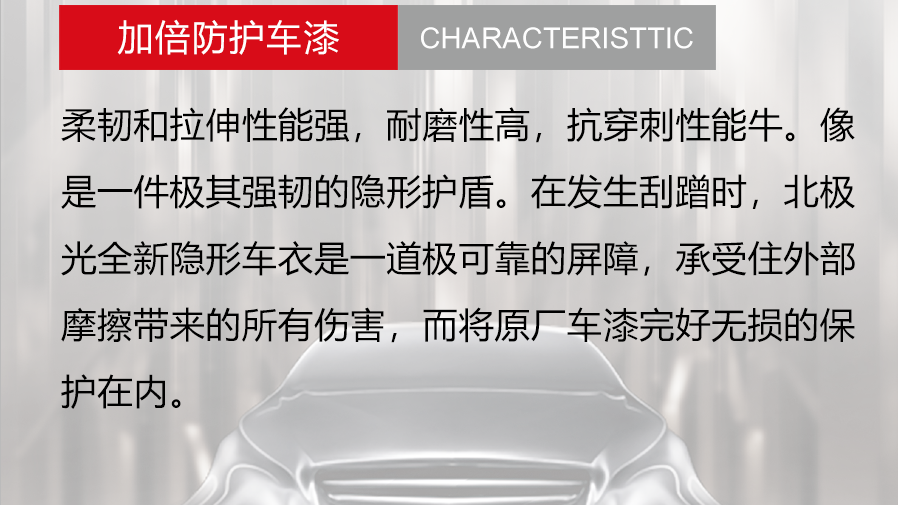 加倍防护车漆
CHARACTERISTTIC
柔韧和拉伸性能强，耐磨性高，抗穿刺性能牛。像
是一件极其强韧的隐形护盾。在发生刮蹭时，北极
光全新隐形车衣是一道极可靠的屏障，承受住外部
摩擦带来的所有伤害，而将原厂车漆完好无损的保
护在内。